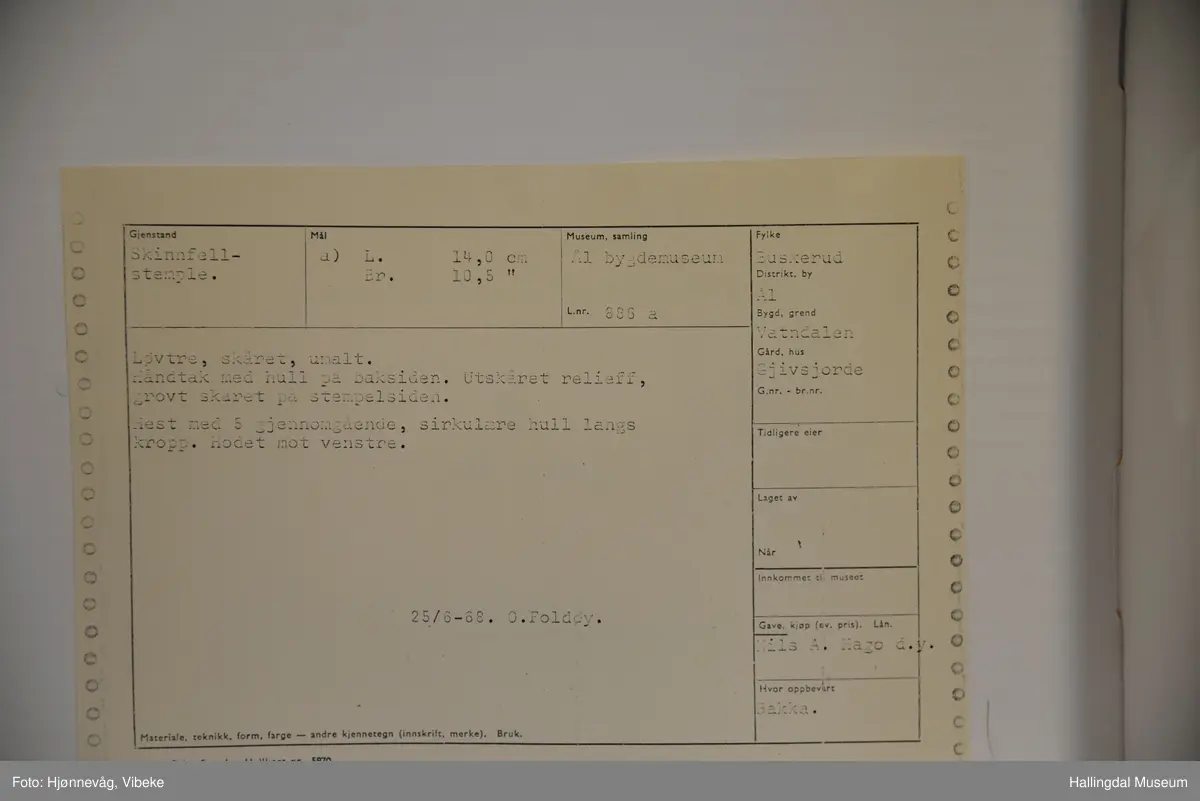 Gjenstand
Skinnfell-
stemple.
Mål
a) L. 14,0 cm
Br. 10,5 "
Museum, samling
Ål bygdemuseum
L.nr. 886 a
Fylke
Buskerud
Distrikt, by
Ål
Bygd, grend
Vatndalen
Gård, hus
Gjivsjorde
G.nr. - br.nr.
Tidligere eier
Laget av
Når
Innkommet til museet
Gave, kjøp (ev. pris). Lån.
Nils A. Hago d.y.
Hvor oppbevart
Bakka.
Løvtre, skåret, umalt.
Håndtak med hull på baksiden. Utskåret relieff,
grovt skåret på stempelsiden.
Hest med 5 gjennomgående, sirkulære hull langs
kropp. Hodet mot venstre.
25/6-68. O.Foldøy.
Materiale, teknikk, form, farge — andre kjennetegn (innskrift, merke). Bruk.
Foto: Hjønnevåg, Vibeke
Hallingdal Museum